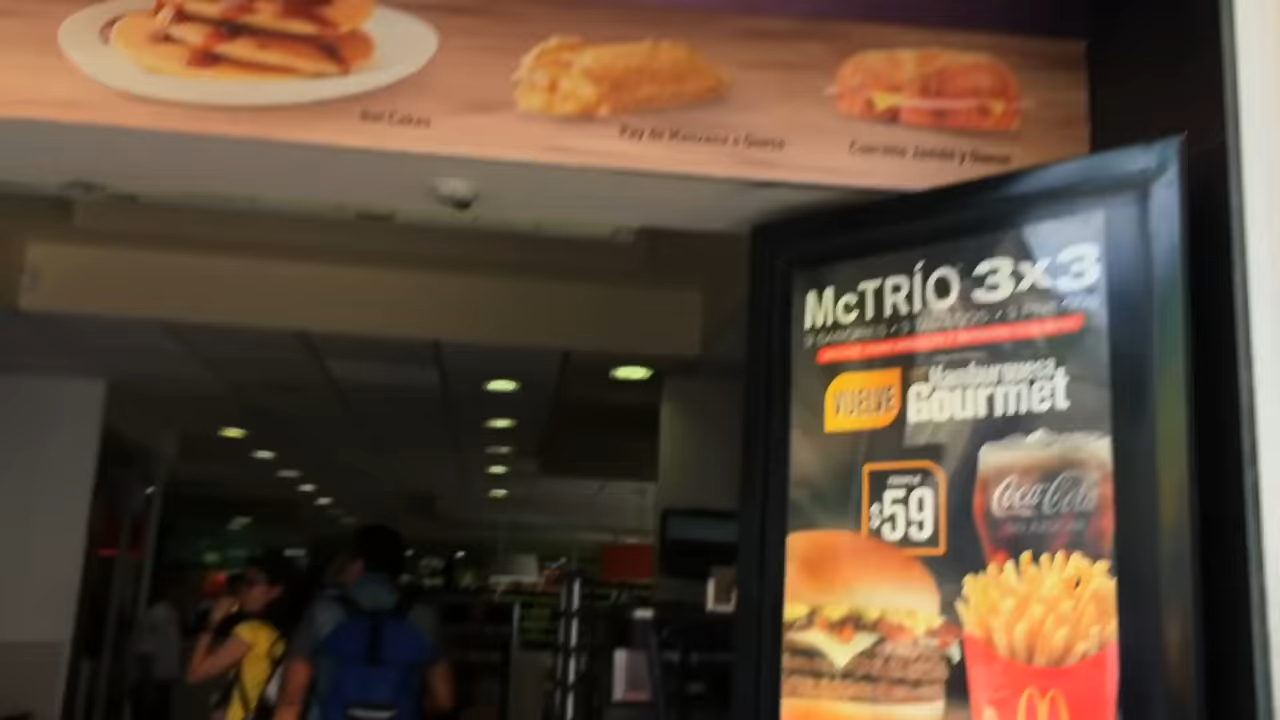 Hot Cakes
Pay de Manzana o Queso
Cuernito Jamón y Queso
McTRÍO 3x3
VUELVE
Hamburguesa
Gourmet
$59
Coca-Cola